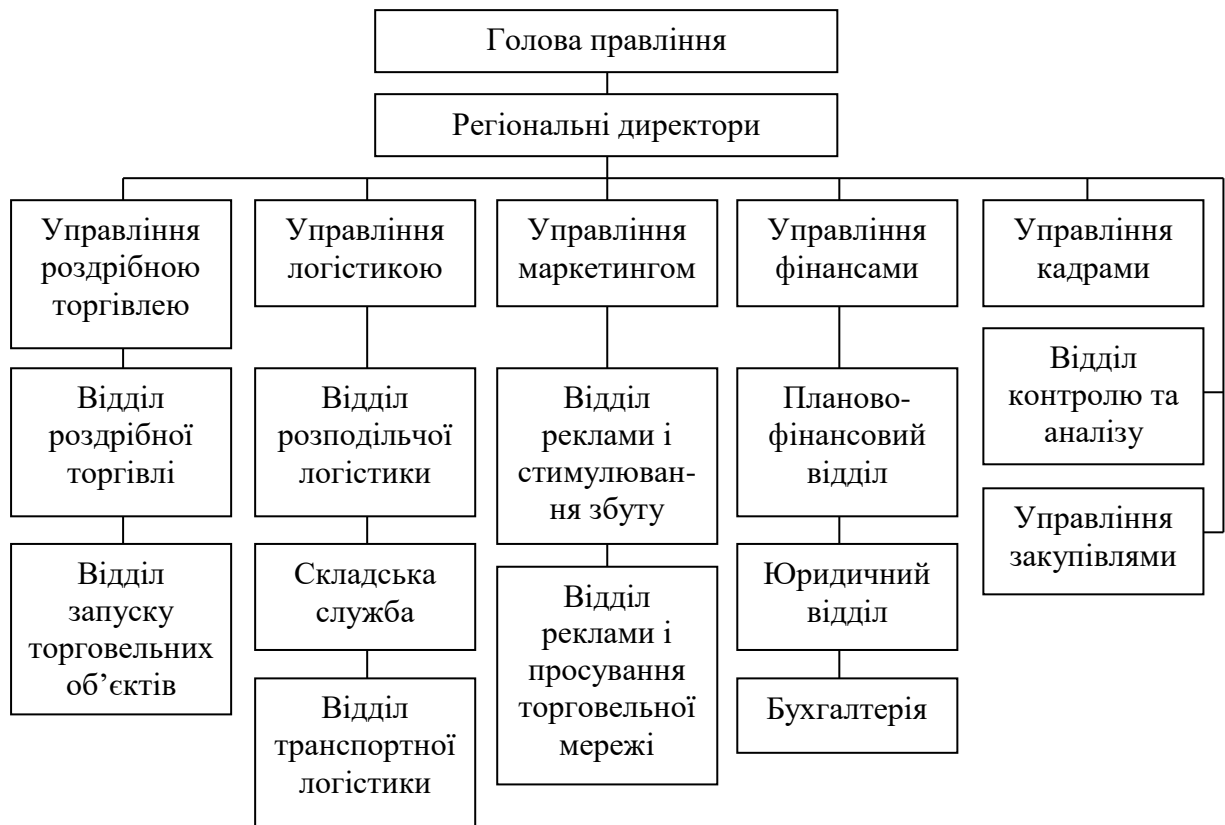 Голова правління
Регіональні директори
Управління
роздрібною
торгівлею
Управління
логістикою
Управління
маркетингом
Управління
фінансами
Управління
кадрами
Відділ
роздрібної
торгівлі
Відділ
розподільчої
логістики
Відділ
реклами і
стимулюван-
ня збуту
Планово-
фінансовий
відділ
Відділ
контролю та
аналізу
Відділ
запуску
торговельних
об’єктів
Складська
служба
Відділ
реклами і
просування
торговельної
мережі
Юридичний
відділ
Управління
закупівлями
Відділ
транспортної
логістики
Бухгалтерія